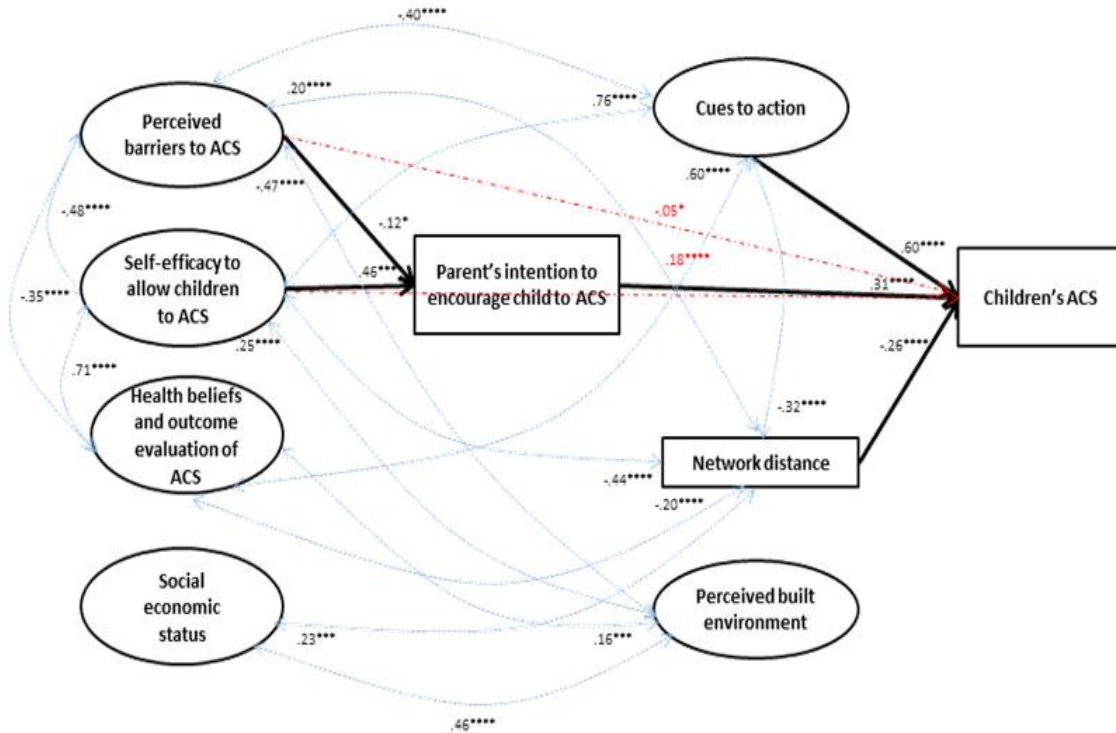 -.40****
.20****
Perceived
barriers to ACS
.76****
Cues to action
-.47****
.60****
-.48****
-.12*
-.05*
Self-efficacy to
allow children
to ACS
.46***
Parent's intention to
encourage child to ACS
.18****
.60****
.31****
Children's ACS
-.35****
.25****
-.26****
.71****
Health beliefs
and outcome
evaluation of
ACS
-.32****
Network distance
-.44****
-.20****
Social
economic
status
Perceived built
environment
.23***
.16***
.46****